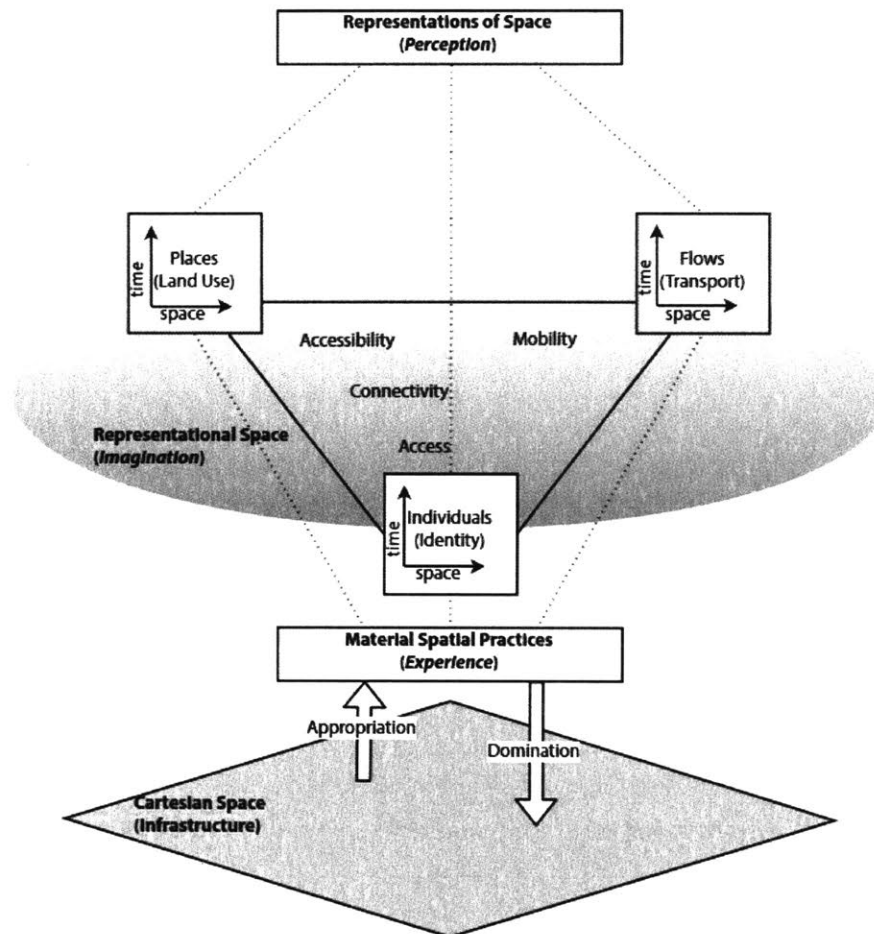 Representations of Space
(Perception)
time
Places
(Land Use)
space
time
Flows
(Transport)
space
Accessibility
Mobility
Connectivity
Representational Space
(Imagination)
Access
time
Individuals
(Identity)
space
Material Spatial Practices
(Experience)
Appropriation
Domination
Cartesian Space
(Infrastructure)